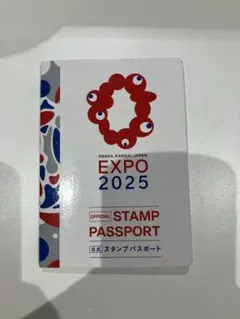 OSAKA, KANSAI, JAPAN
EXPO
2025
OFFICIAL STAMP
PASSPORT
公式 スタンプパスポート